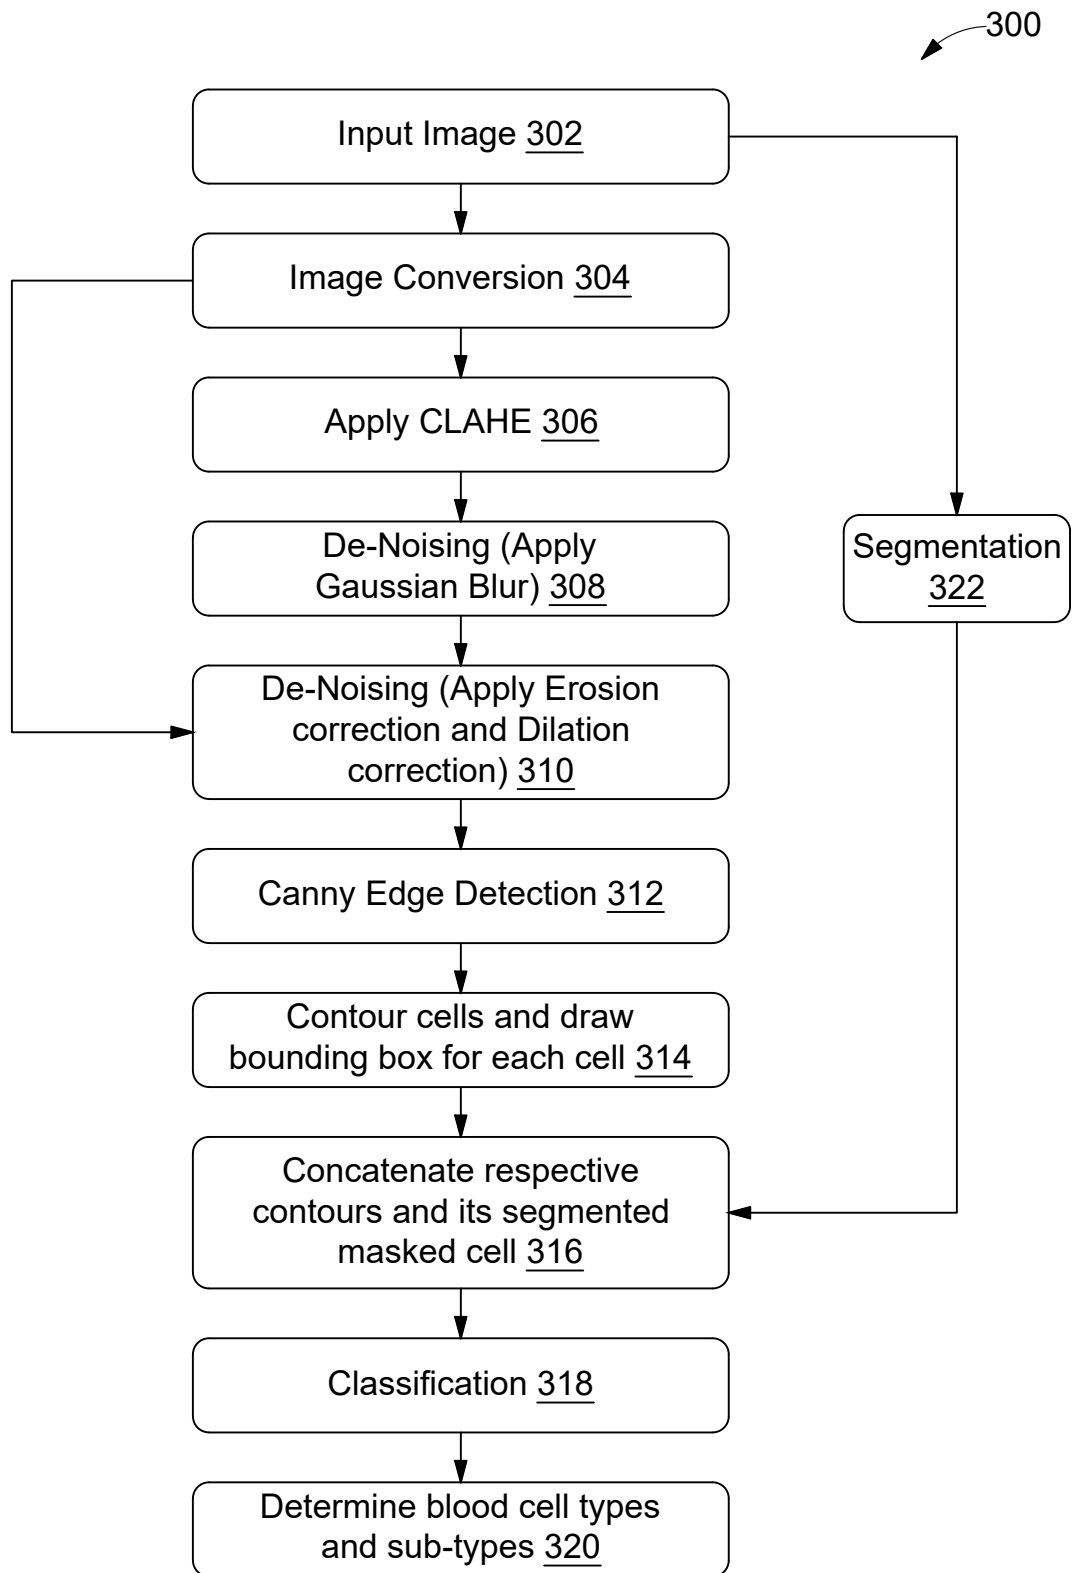 300
Input Image 302
Image Conversion 304
Apply CLAHE 306
De-Noising (Apply
Gaussian Blur) 308
Segmentation
322
De-Noising (Apply Erosion
correction and Dilation
correction) 310
Canny Edge Detection 312
Contour cells and draw
bounding box for each cell 314
Concatenate respective
contours and its segmented
masked cell 316
Classification 318
Determine blood cell types
and sub-types 320